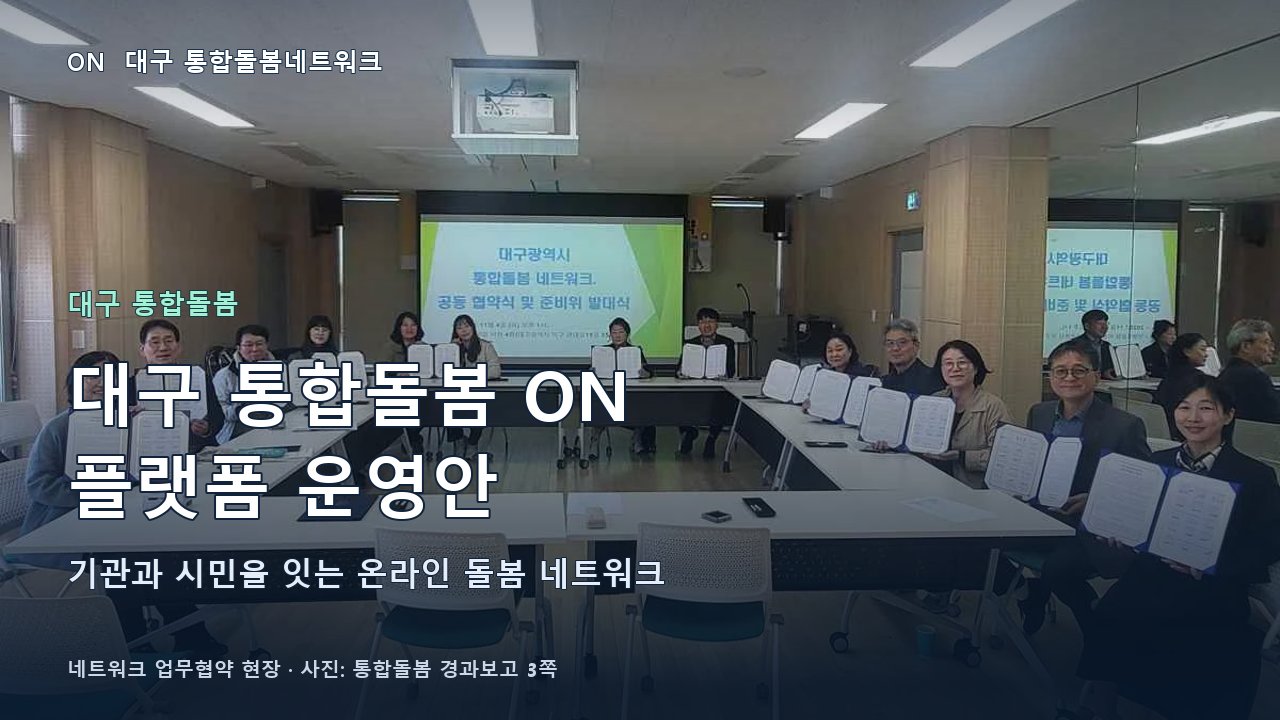 ON 대구 통합돌봄네트워크
대구광역시
통합돌봄 네트워크.
공동 협약식 및 준비위 발대식
대구 통합돌봄
대구 통합돌봄 ON
플랫폼 운영안
기관과 시민을 잇는 온라인 돌봄 네트워크
네트워크 업무협약 현장 · 사진: 통합돌봄 경과보고 3쪽